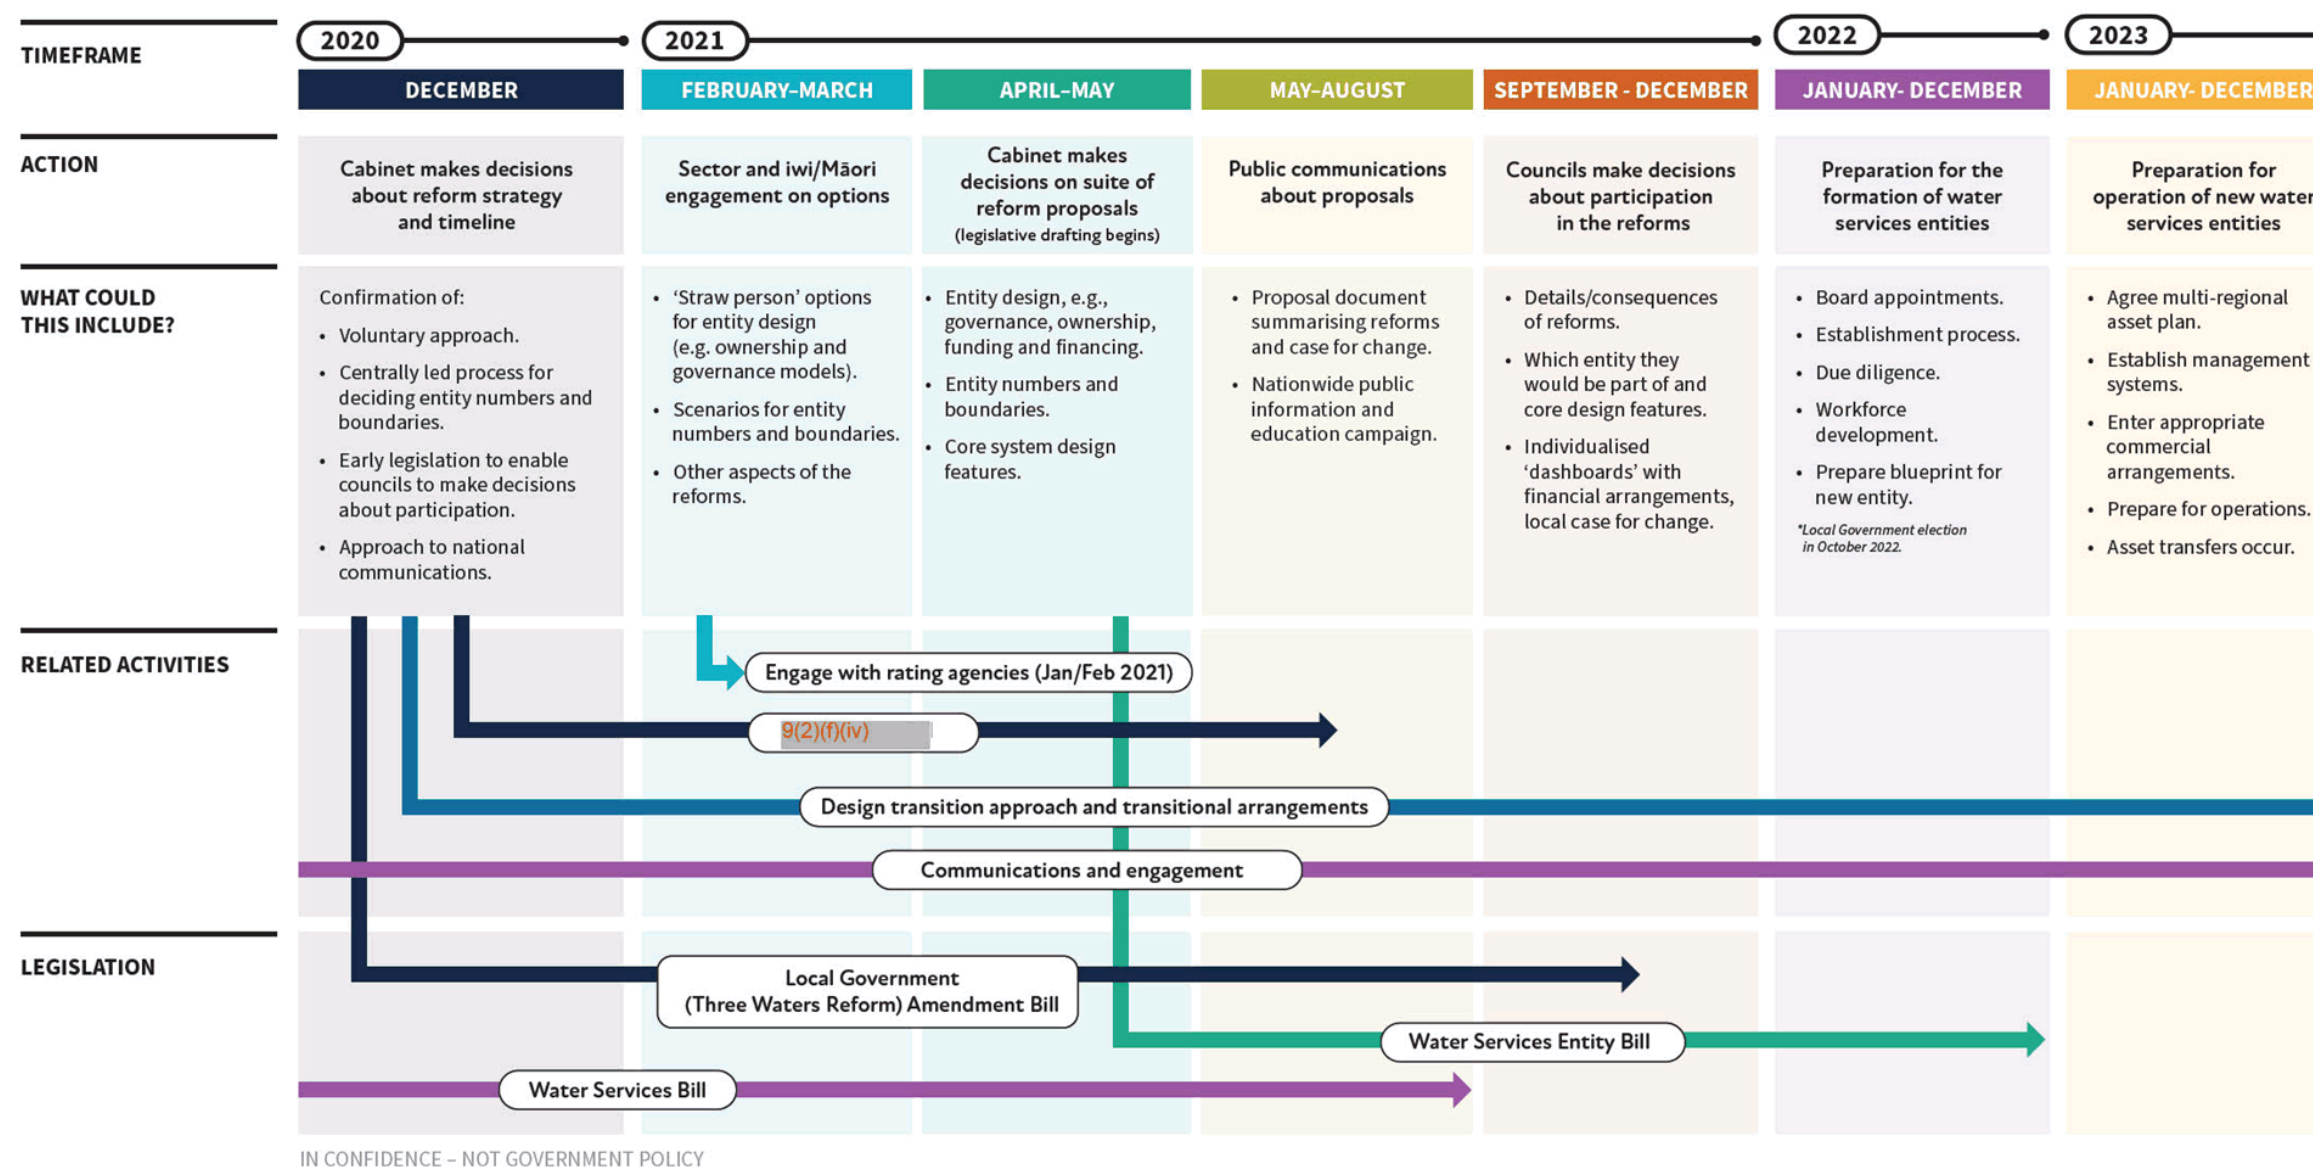 TIMEFRAME
2020
2021
2022
2023
DECEMBER
FEBRUARY–MARCH
APRIL–MAY
MAY–AUGUST
SEPTEMBER - DECEMBER
JANUARY- DECEMBER
JANUARY- DECEMBER
ACTION
Cabinet makes decisions
about reform strategy
and timeline
Sector and iwi/Māori
engagement on options
Cabinet makes
decisions on suite of
reform proposals
(legislative drafting begins)
Public communications
about proposals
Councils make decisions
about participation
in the reforms
Preparation for the
formation of water
services entities
Preparation for
operation of new water
services entities
WHAT COULD
THIS INCLUDE?
Confirmation of:
• Voluntary approach.
• Centrally led process for
deciding entity numbers and
boundaries.
• Early legislation to enable
councils to make decisions
about participation.
• Approach to national
communications.
• ‘Straw person’ options
for entity design
(e.g. ownership and
governance models).
• Scenarios for entity
numbers and boundaries.
• Other aspects of the
reforms.
• Entity design, e.g.,
governance, ownership,
funding and financing.
• Entity numbers and
boundaries.
• Core system design
features.
• Proposal document
summarising reforms
and case for change.
• Nationwide public
information and
education campaign.
• Details/consequences
of reforms.
• Which entity they
would be part of and
core design features.
• Individualised
‘dashboards’ with
financial arrangements,
local case for change.
• Board appointments.
• Establishment process.
• Due diligence.
• Workforce
development.
• Prepare blueprint for
new entity.
*Local Government election
in October 2022.
• Agree multi-regional
asset plan.
• Establish management
systems.
• Enter appropriate
commercial
arrangements.
• Prepare for operations.
• Asset transfers occur.
RELATED ACTIVITIES
Engage with rating agencies (Jan/Feb 2021)
9(2)(f)(iv)
Design transition approach and transitional arrangements
Communications and engagement
LEGISLATION
Local Government
(Three Waters Reform) Amendment Bill
Water Services Entity Bill
Water Services Bill
IN CONFIDENCE – NOT GOVERNMENT POLICY